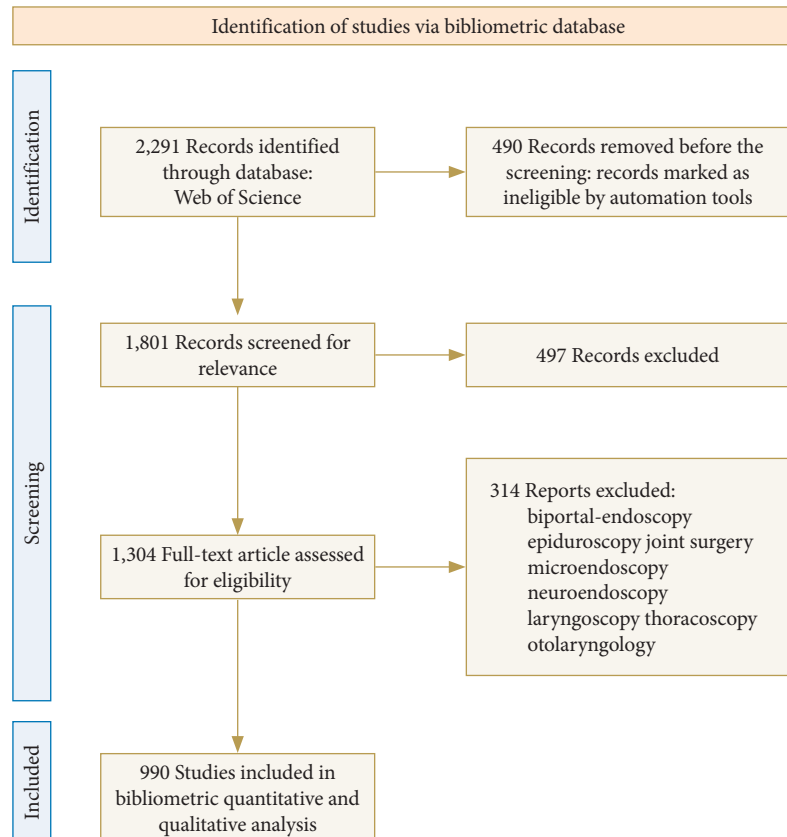 Identification of studies via bibliometric database
Identification
2,291 Records identified
through database:
Web of Science
490 Records removed before the
screening: records marked as
ineligible by automation tools
Screening
1,801 Records screened for
relevance
497 Records excluded
1,304 Full-text article assessed
for eligibility
314 Reports excluded:
biportal-endoscopy
epiduroscopy joint surgery
microendoscopy
neuroendoscopy
laryngoscopy thoracoscopy
otolaryngology
Included
990 Studies included in
bibliometric quantitative and
qualitative analysis